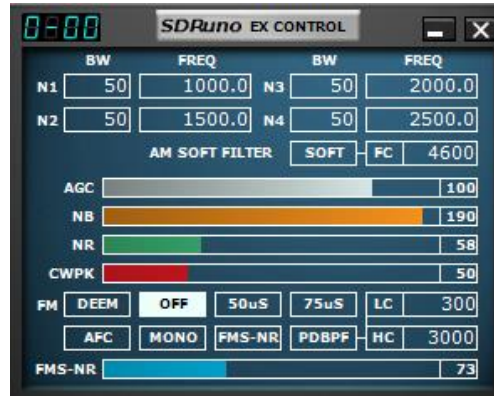 0-00 SDRuno EX CONTROL
BW FREQ BW FREQ
N1 50 1000.0 N3 50 2000.0
N2 50 1500.0 N4 50 2500.0
AM SOFT FILTER SOFT FC 4600
AGC 100
NB 190
NR 58
CWPK 50
FM DEEM OFF 50uS 75uS LC 300
AFC MONO FMS-NR PDBPF HC 3000
FMS-NR 73